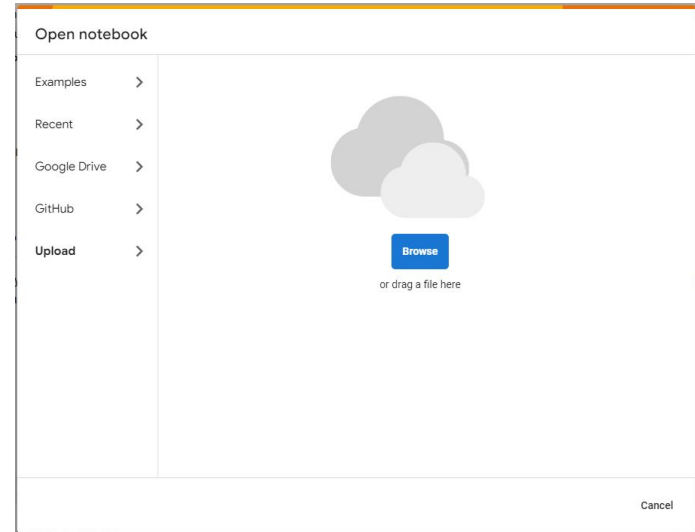 Open notebook
Examples
Recent
Google Drive
GitHub
Upload
Browse
or drag a file here
Cancel